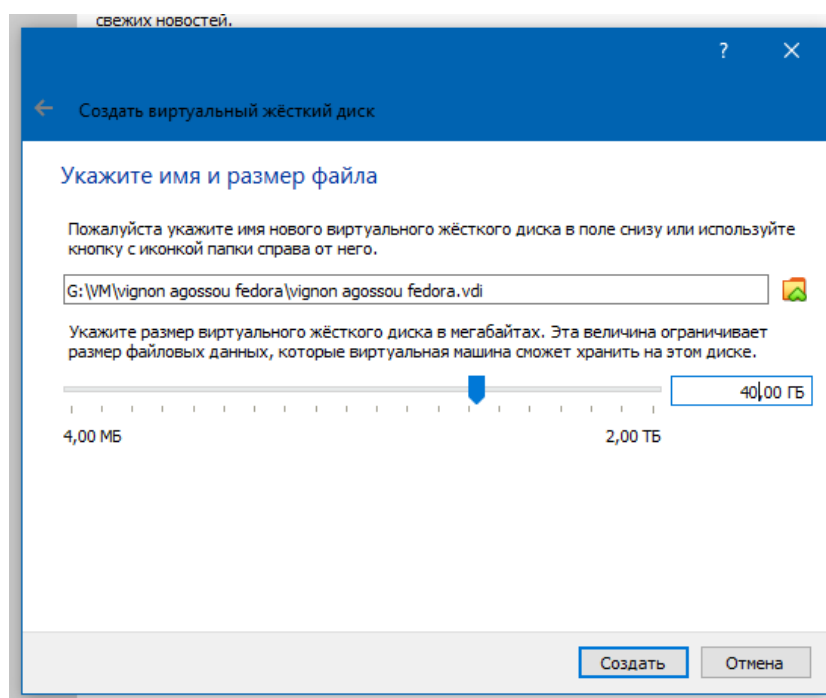 свежих новостей.
?
Создать виртуальный жёсткий диск
Укажите имя и размер файла
Пожалуйста укажите имя нового виртуального жёсткого диска в поле снизу или используйте
кнопку с иконкой папки справа от него.
G:\VM\vignon agossou fedora\vignon agossou fedora.vdi
Укажите размер виртуального жёсткого диска в мегабайтах. Эта величина ограничивает
размер файловых данных, которые виртуальная машина сможет хранить на этом диске.
40,00 ГБ
4,00 МБ 2,00 ТБ
Создать Отмена